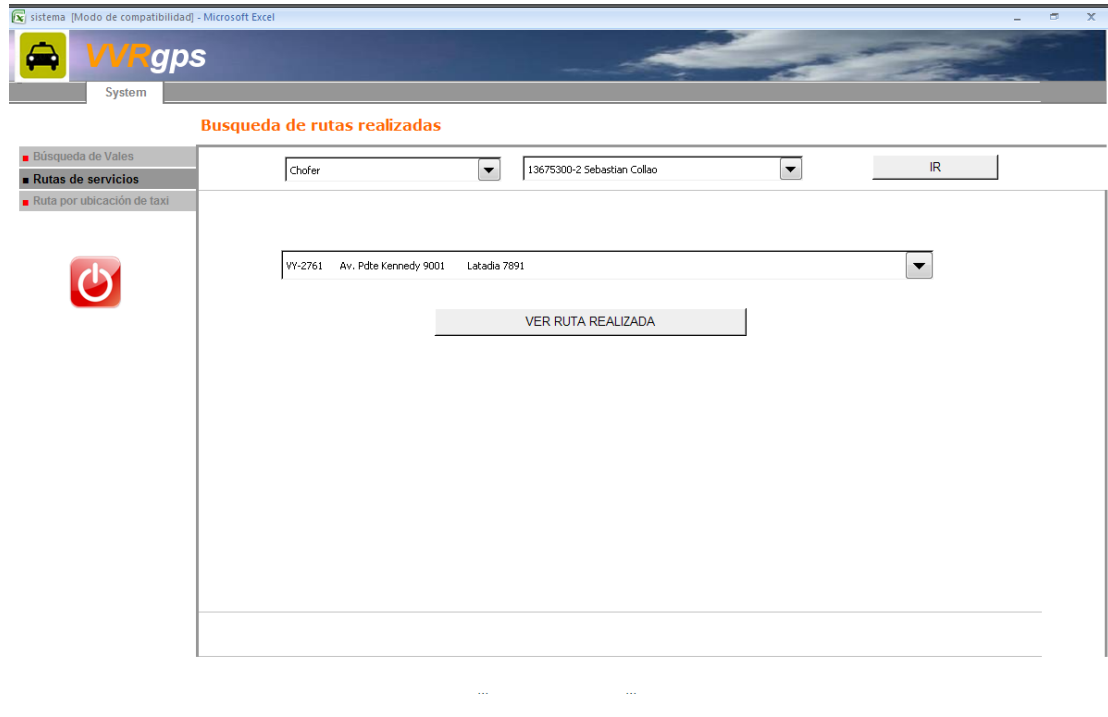 sistema [Modo de compatibilidad] - Microsoft Excel
VVRgps
System
Busqueda de rutas realizadas
Búsqueda de Vales
Rutas de servicios
Ruta por ubicación de taxi
Chofer
13675300-2 Sebastian Collao
IR
VY-2761 Av. Pdte Kennedy 9001 Latadia 7891
VER RUTA REALIZADA